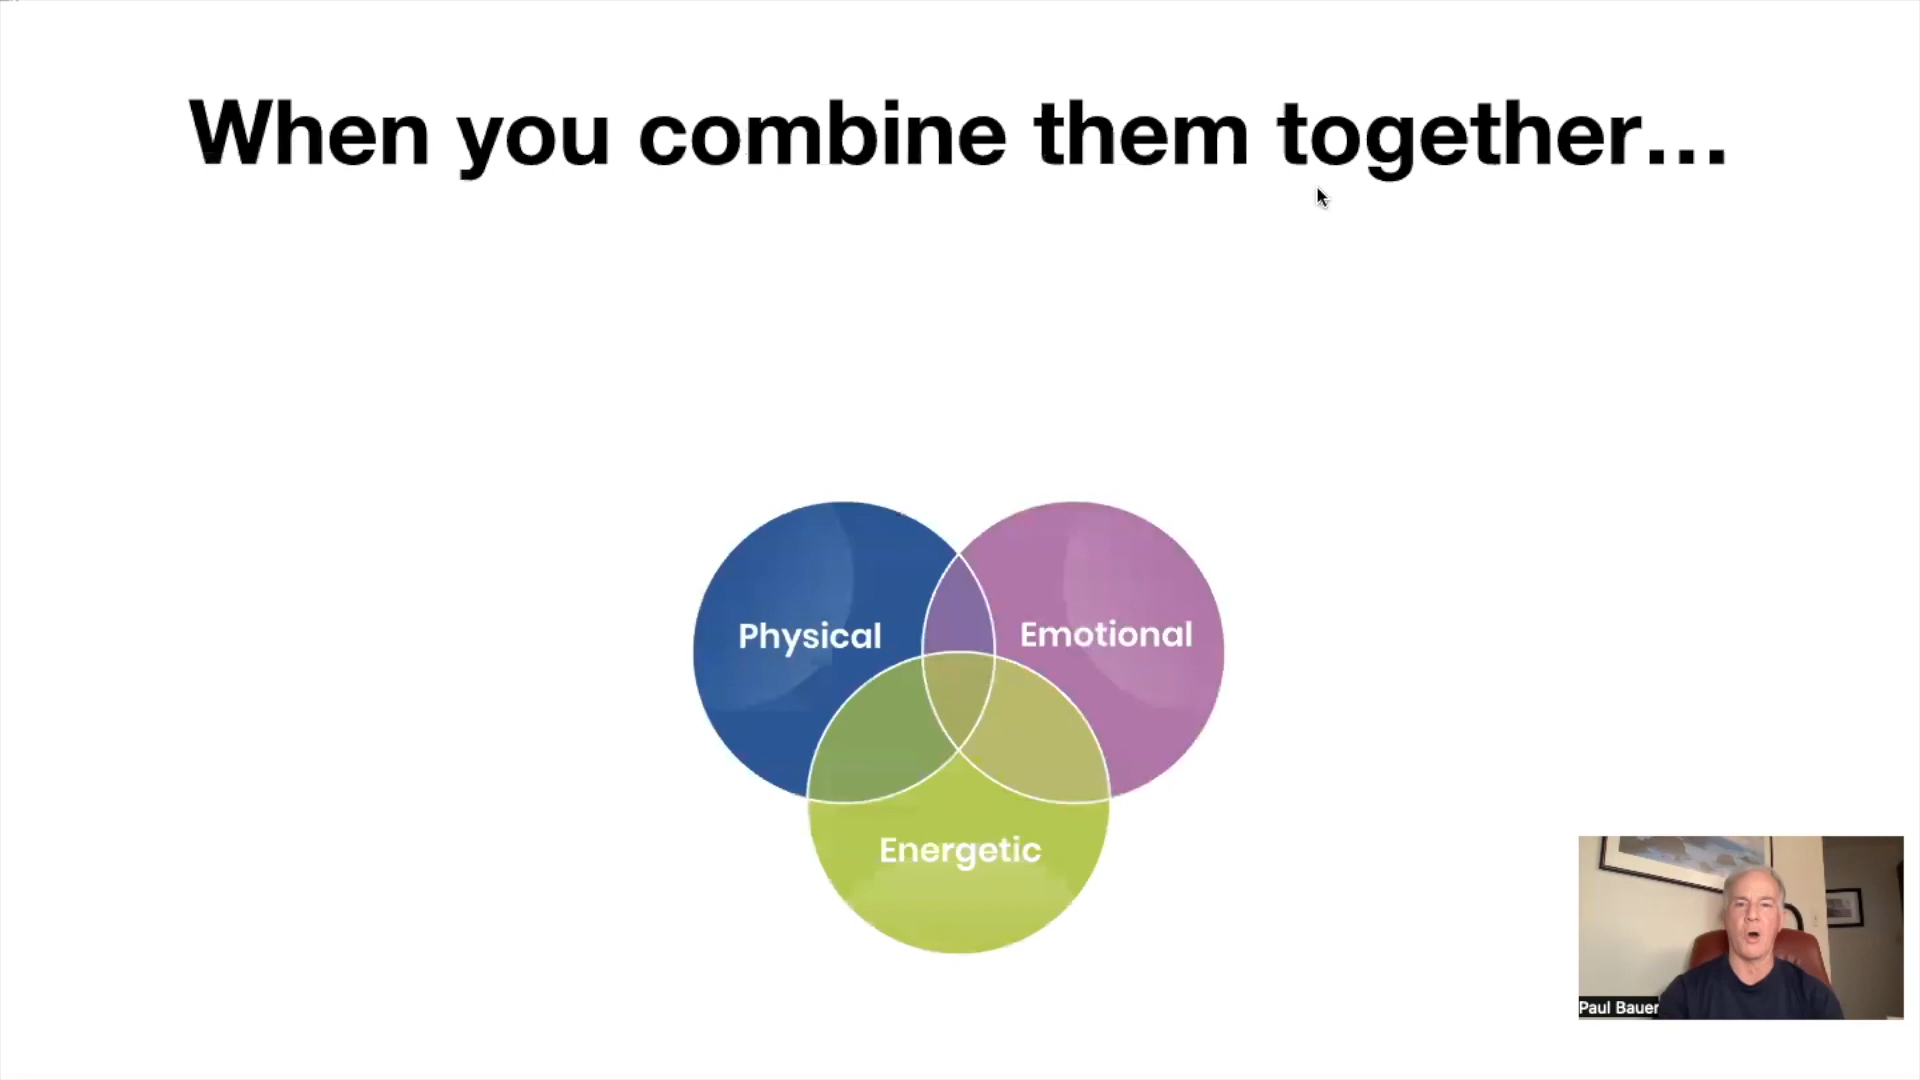 When you combine them together...
Physical
Emotional
Energetic
Paul Bauer